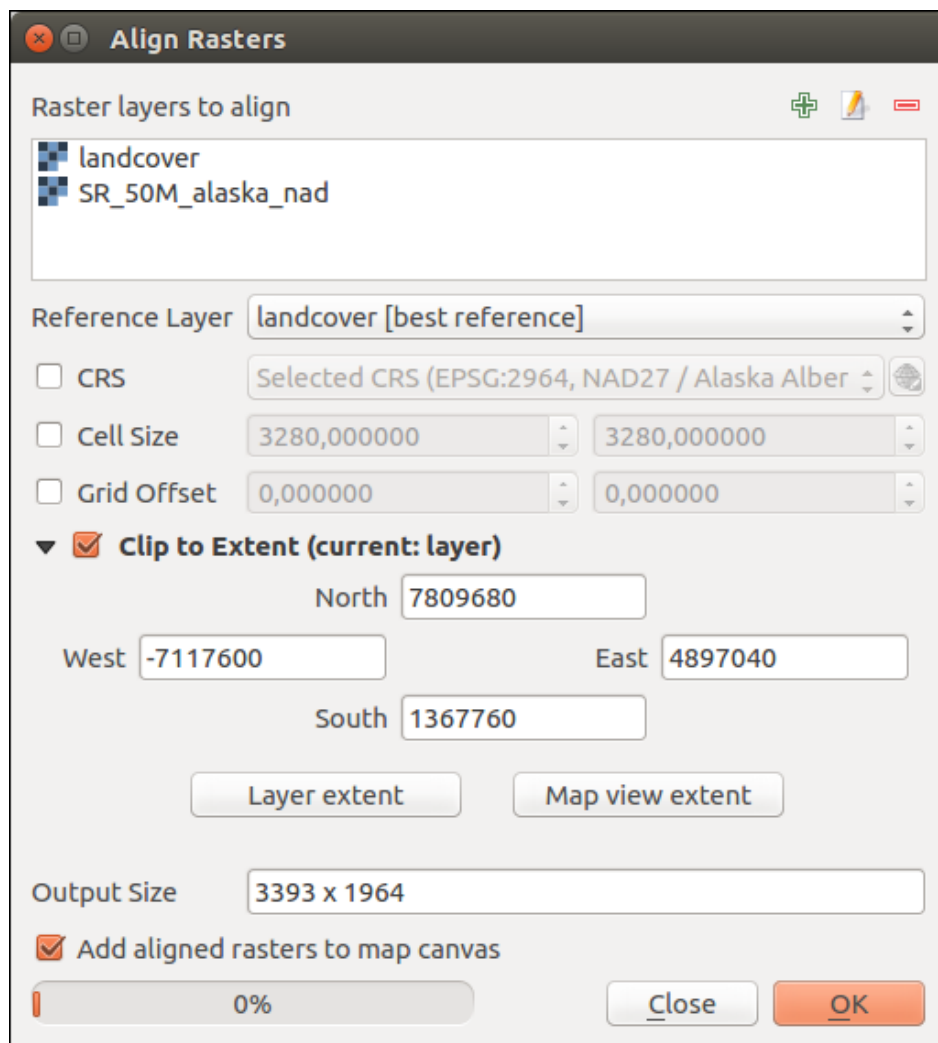 Align Rasters
Raster layers to align
landcover
SR_50M_alaska_nad
Reference Layer landcover [best reference]
CRS Selected CRS (EPSG:2964, NAD27 / Alaska Alber
Cell Size 3280,000000 3280,000000
Grid Offset 0,000000 0,000000
Clip to Extent (current: layer)
North 7809680
West -7117600 East 4897040
South 1367760
Layer extent Map view extent
Output Size 3393 x 1964
Add aligned rasters to map canvas
0% Close OK